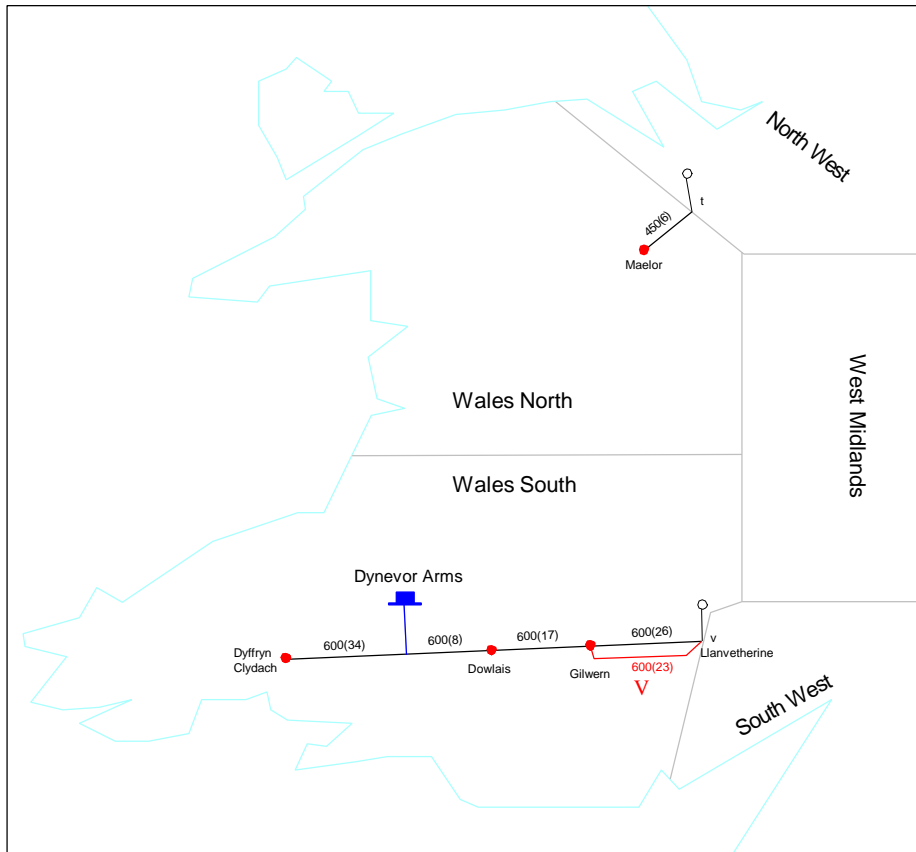 North West
t
450(6)
Maelor
West Midlands
Wales North
Wales South
Dynevor Arms
600(34)
600(8)
600(17)
600(26)
v
Llanvetherine
Dyffryn
Clydach
Dowlais
Gilwern
600(23)
V
South West